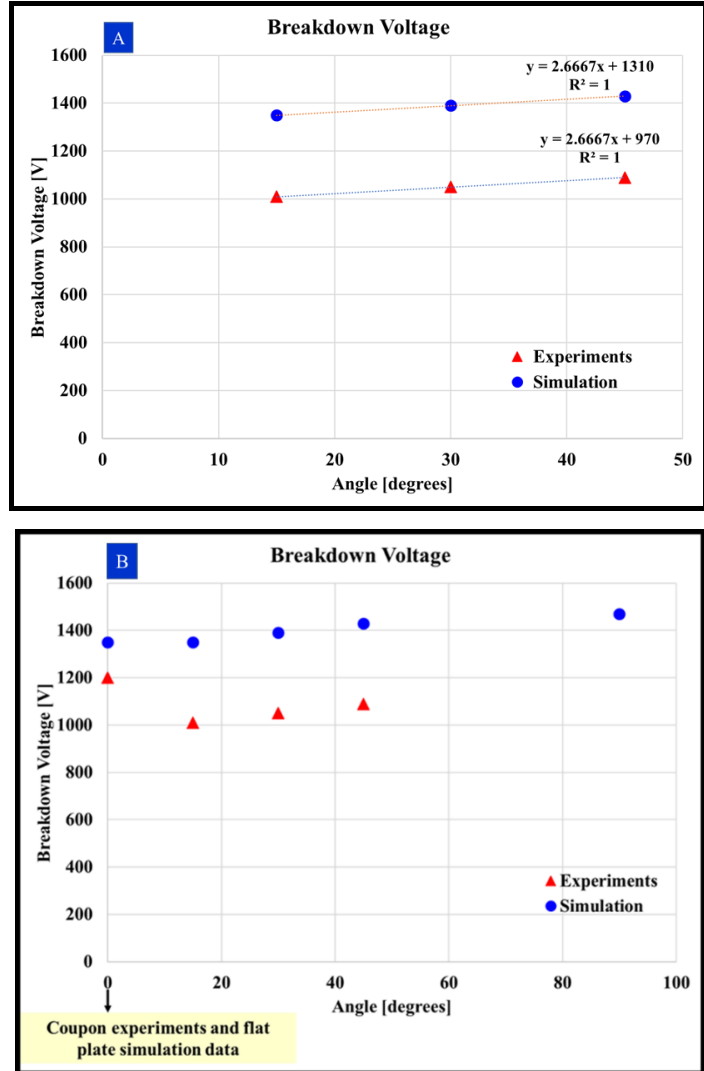 A
Breakdown Voltage
1600
1400
1200
1000
800
600
400
200
0
Breakdown Voltage [V]
y = 2.6667x + 1310
R² = 1
y = 2.6667x + 970
R² = 1
Experiments
Simulation
0 10 20 30 40 50
Angle [degrees]
B
Breakdown Voltage
1600
1400
1200
1000
800
600
400
200
0
Breakdown Voltage [V]
Experiments
Simulation
0 20 40 60 80 100
Angle [degrees]
Coupon experiments and flat
plate simulation data